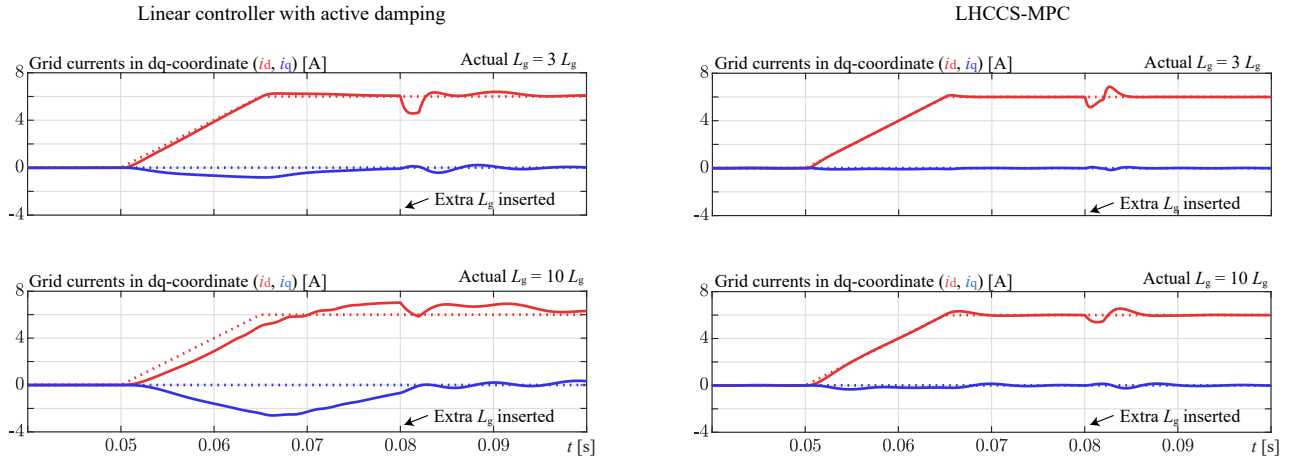 Linear controller with active damping
LHCCS-MPC
Grid currents in dq-coordinate (id, iq) [A]
Actual Lg = 3 Lg
8
4
0
-4
Extra Lg inserted
Grid currents in dq-coordinate (id, iq) [A]
Actual Lg = 3 Lg
8
4
0
-4
Extra Lg inserted
Grid currents in dq-coordinate (id, iq) [A]
Actual Lg = 10 Lg
8
4
0
-4
Extra Lg inserted
0.05 0.06 0.07 0.08 0.09 t [s]
Grid currents in dq-coordinate (id, iq) [A]
Actual Lg = 10 Lg
8
4
0
-4
Extra Lg inserted
0.05 0.06 0.07 0.08 0.09 t [s]